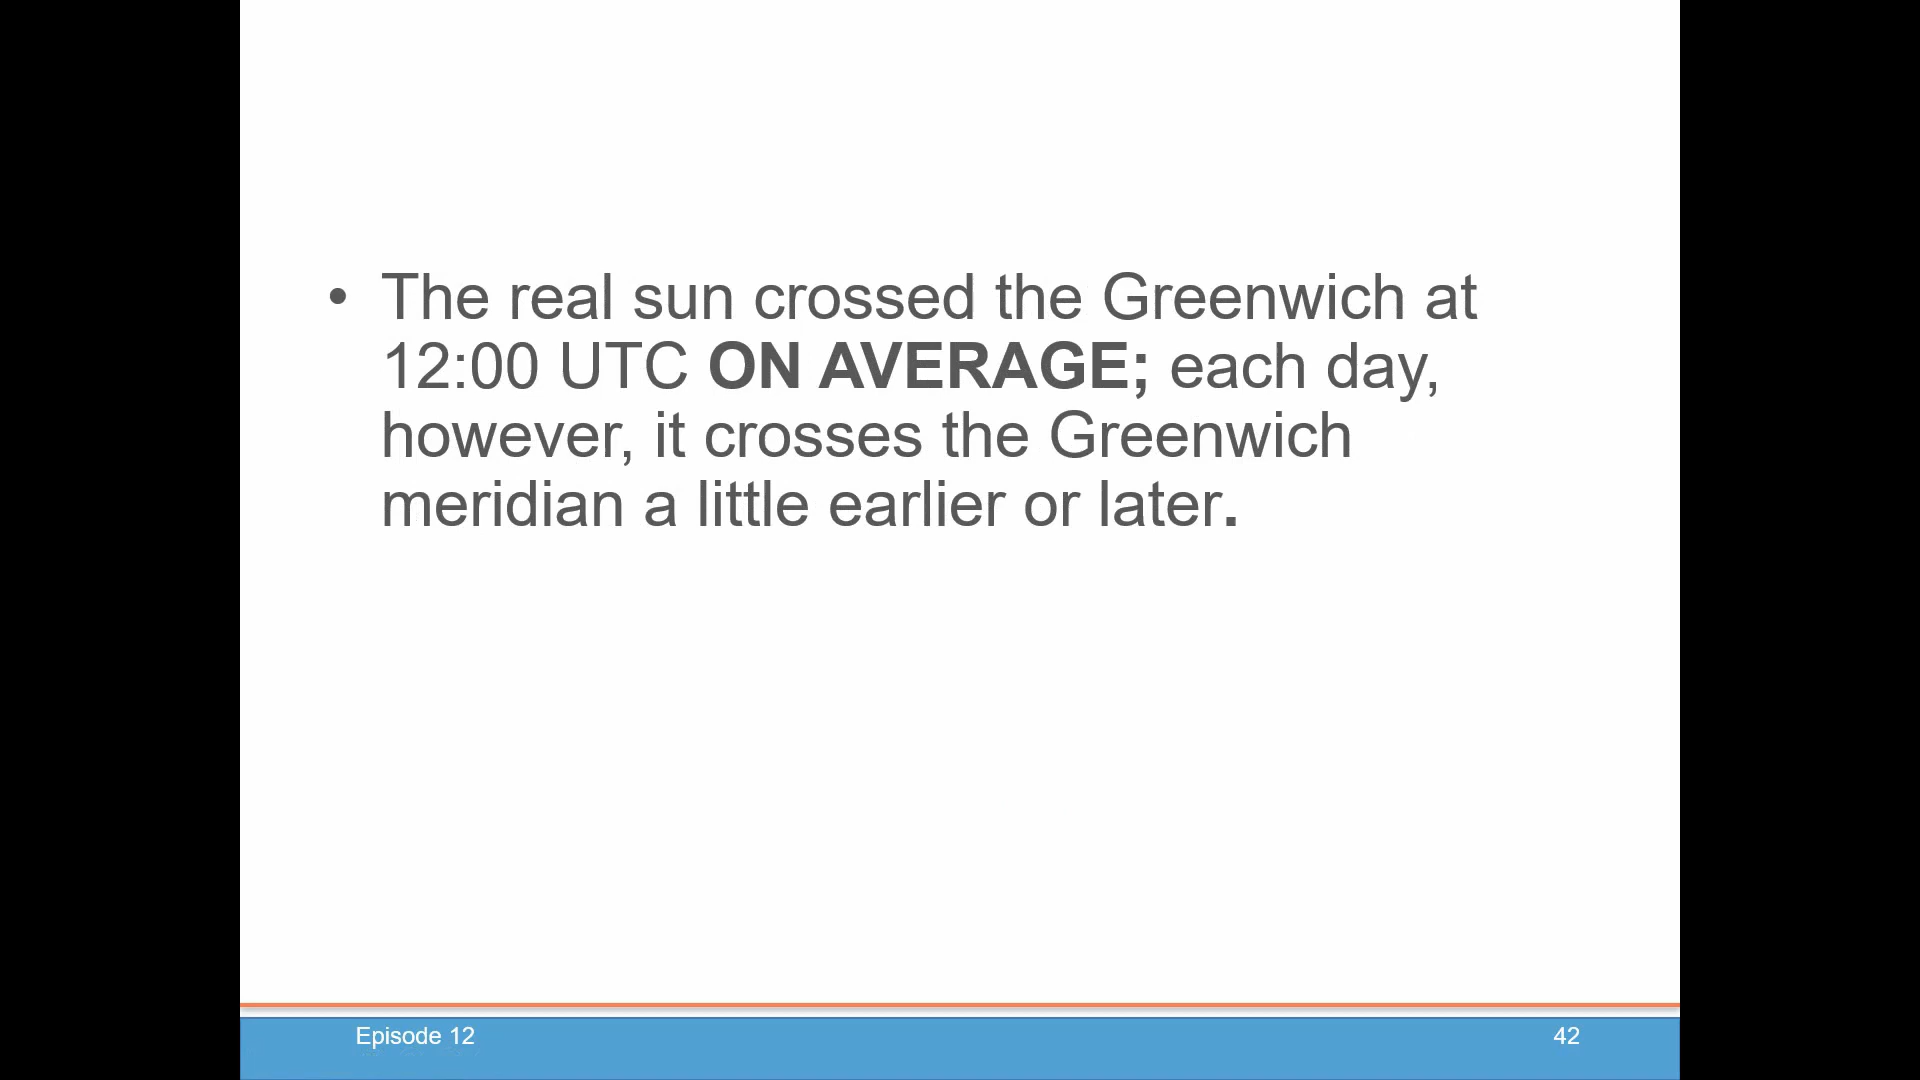 • The real sun crossed the Greenwich at
12:00 UTC ON AVERAGE; each day,
however, it crosses the Greenwich
meridian a little earlier or later.
Episode 12
42